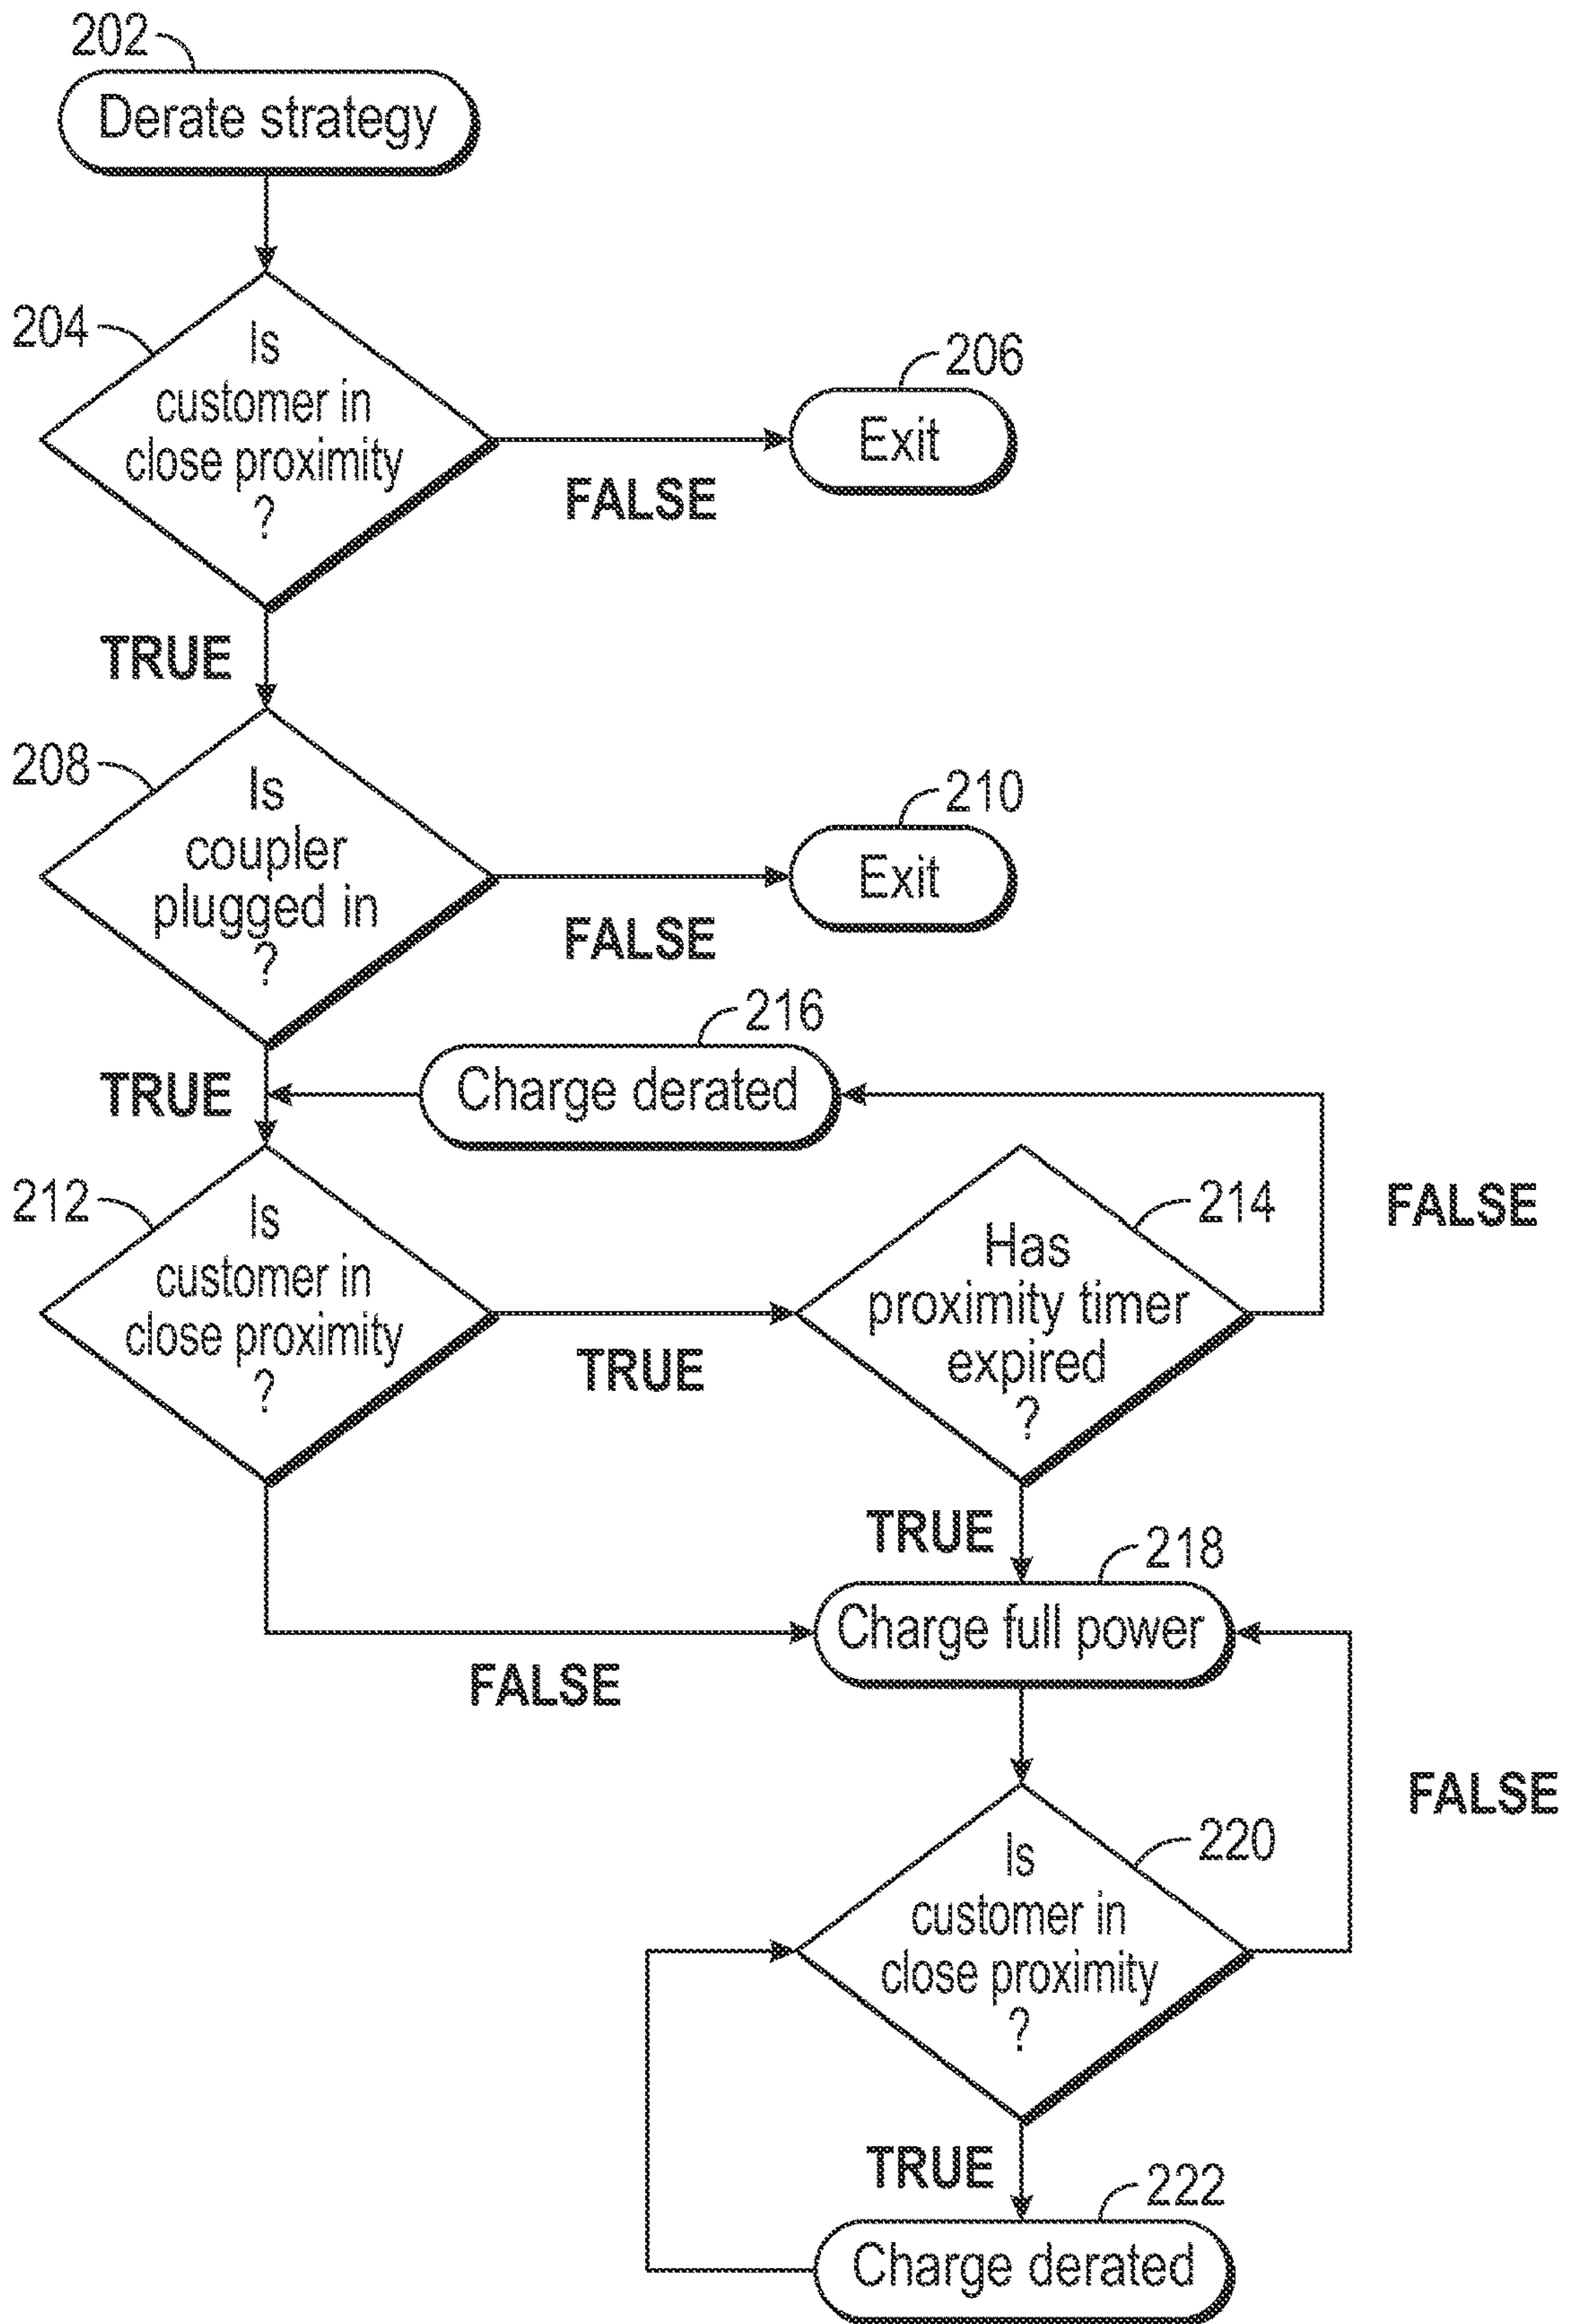 202
Derate strategy
204
Is
customer in
close proximity
?
206
Exit
FALSE
TRUE
208
Is
coupler
plugged in
?
210
Exit
FALSE
TRUE
216
Charge derated
212
Is
customer in
close proximity
?
TRUE
214
Has
proximity timer
expired
?
FALSE
TRUE
218
Charge full power
FALSE
220
Is
customer in
close proximity
?
FALSE
TRUE
222
Charge derated